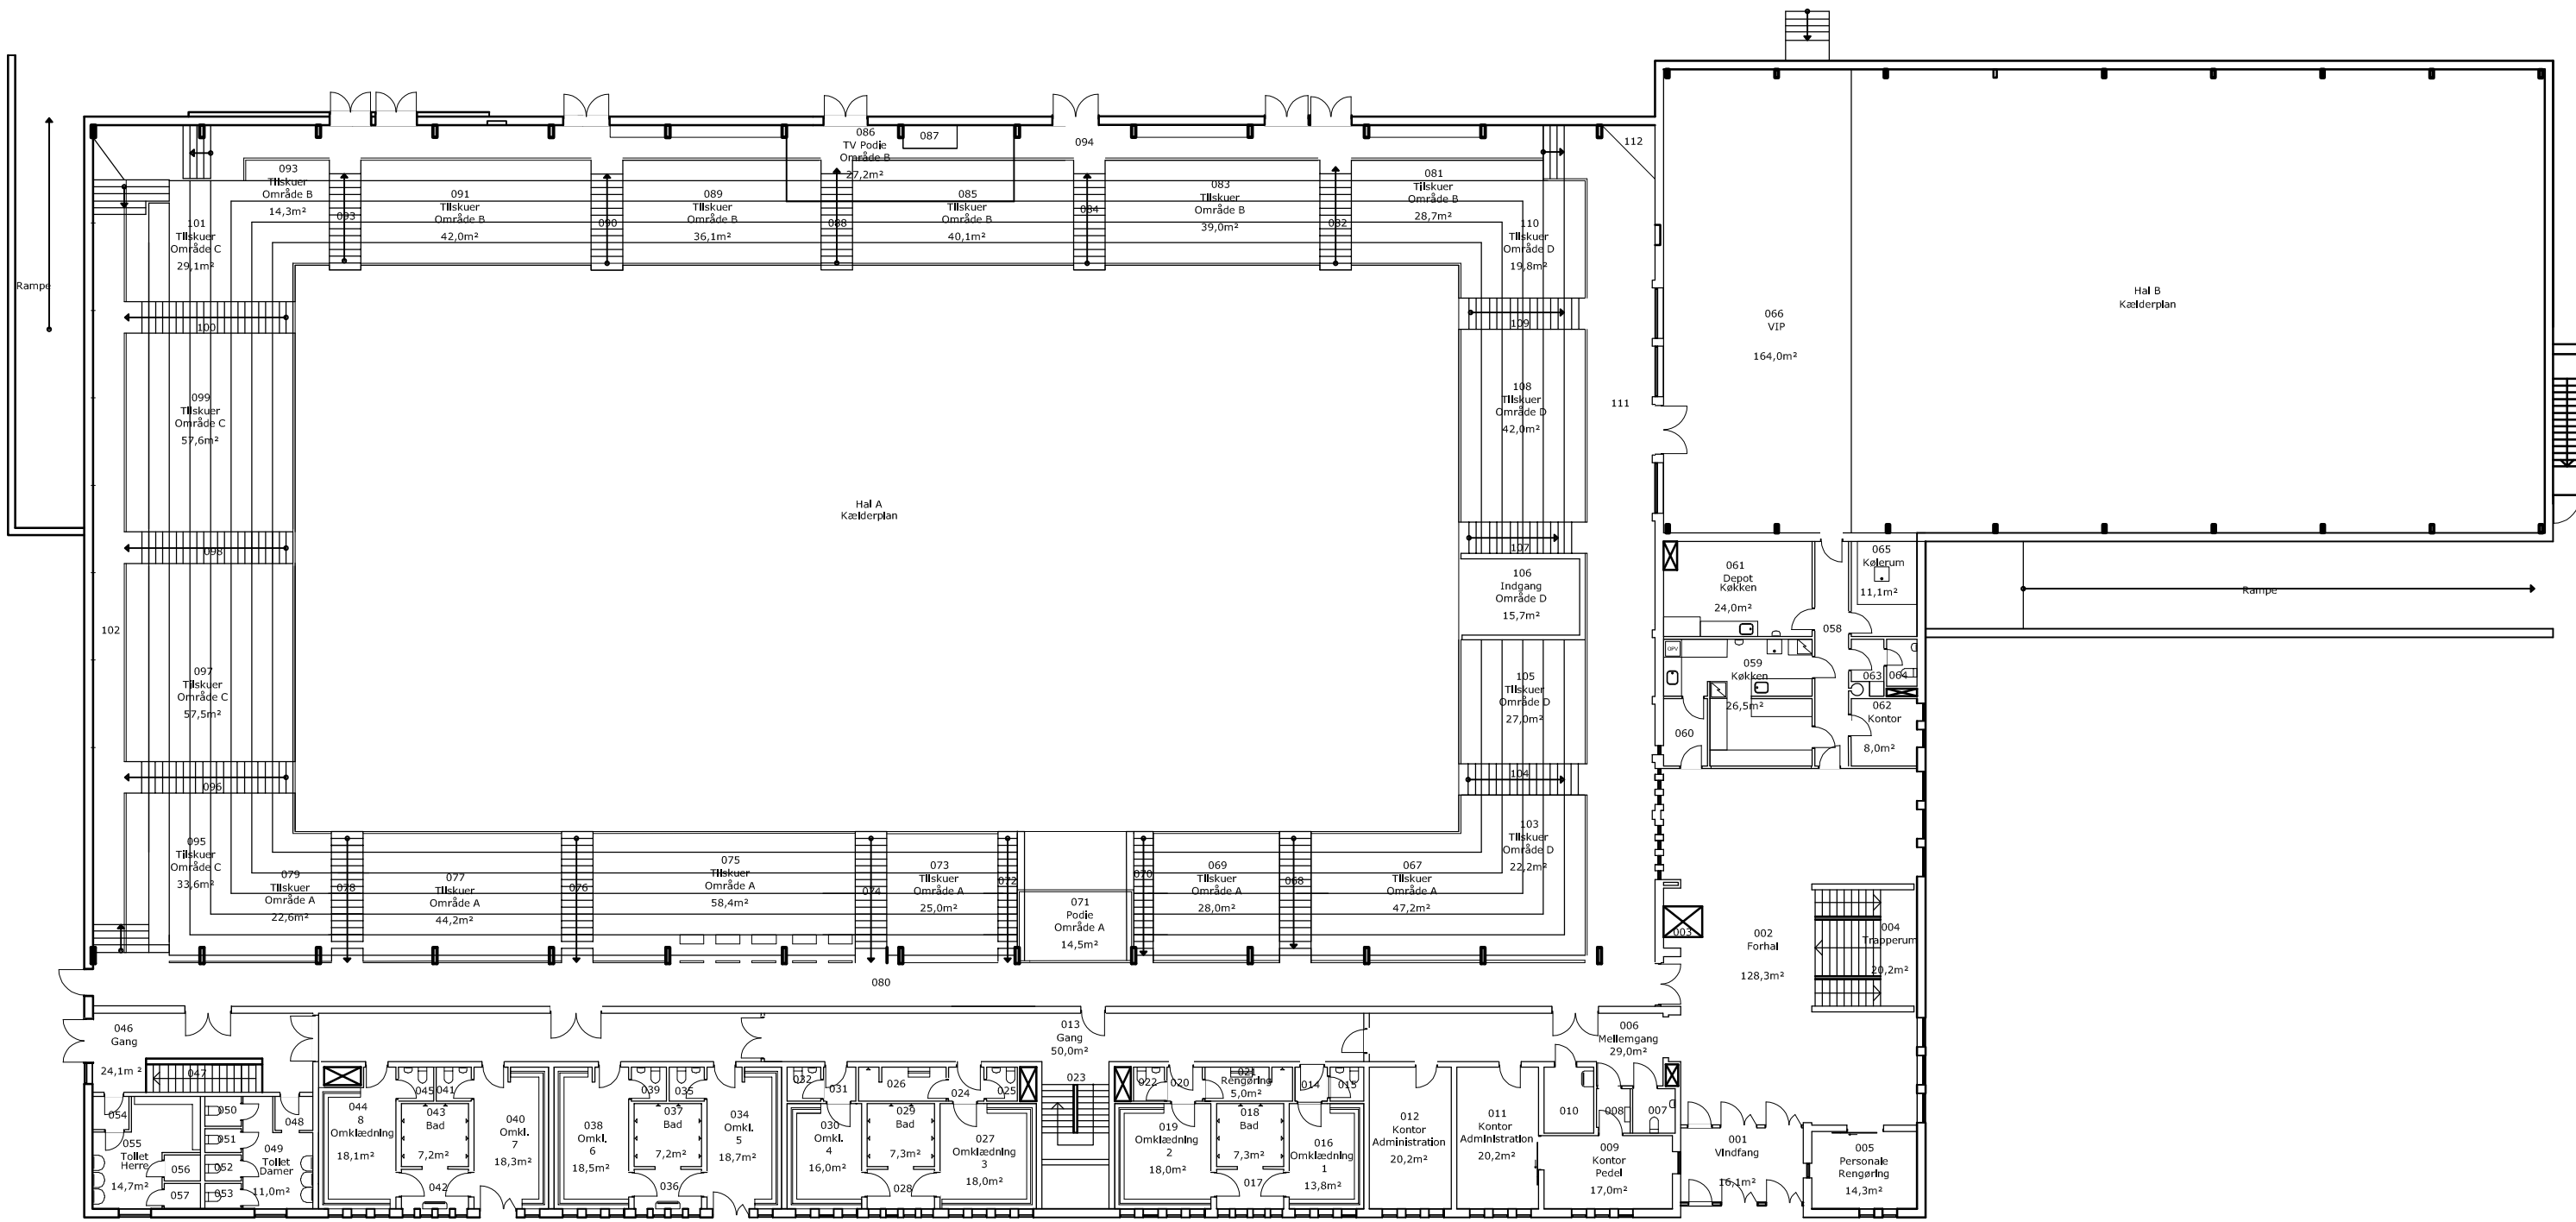 Rampe
093
Tilskuer
Område B
14,3m²
091
Tilskuer
Område B
42,0m²
093
089
Tilskuer
Område B
36,1m²
090
086
TV Podie
Område B
27,2m²
087
088
085
Tilskuer
Område B
40,1m²
094
084
083
Tilskuer
Område B
39,0m²
082
081
Tilskuer
Område B
28,7m²
112
101
Tilskuer
Område C
29,1m²
100
099
Tilskuer
Område C
57,6m²
098
102
097
Tilskuer
Område C
57,5m²
096
095
Tilskuer
Område C
33,6m²
Hal A
Kælderplan
110
Tilskuer
Område D
19,8m²
109
108
Tilskuer
Område D
42,0m²
111
107
106
Indgang
Område D
15,7m²
105
Tilskuer
Område D
27,0m²
104
103
Tilskuer
Område D
22,2m²
066
VIP
164,0m²
Hal B
Kælderplan
061
Depot
Køkken
24,0m²
065
Kølerum
11,1m²
Rampe
058
OPV
059
Køkken
26,5m²
063
064
062
Kontor
8,0m²
060
079
Tilskuer
Område A
22,6m²
078
077
Tilskuer
Område A
44,2m²
076
075
Tilskuer
Område A
58,4m²
074
073
Tilskuer
Område A
25,0m²
072
071
Podie
Område A
14,5m²
070
069
Tilskuer
Område A
28,0m²
068
067
Tilskuer
Område A
47,2m²
003
002
Forhal
128,3m²
004
Trapperum
20,2m²
080
046
Gang
24,1m²
047
013
Gang
50,0m²
006
Mellemgang
29,0m²
054
055
Toilet
Herre
14,7m²
056
057
050
051
052
053
048
049
Toilet
Damer
11,0m²
044
8
Omklædning
18,1m²
045
041
043
Bad
7,2m²
042
040
Omkl.
7
18,3m²
038
Omkl.
6
18,5m²
039
035
037
Bad
7,2m²
036
034
Omkl.
5
18,7m²
032
031
030
Omkl.
4
16,0m²
026
029
Bad
7,3m²
028
024
025
027
Omklædning
3
18,0m²
023
022
020
019
Omklædning
2
18,0m²
021
Rengøring
5,0m²
018
Bad
7,3m²
017
014
015
016
Omklædning
1
13,8m²
012
Kontor
Administration
20,2m²
011
Kontor
Administration
20,2m²
010
008
007
009
Kontor
Pedel
17,0m²
001
Vindfang
16,1m²
005
Personale
Rengøring
14,3m²